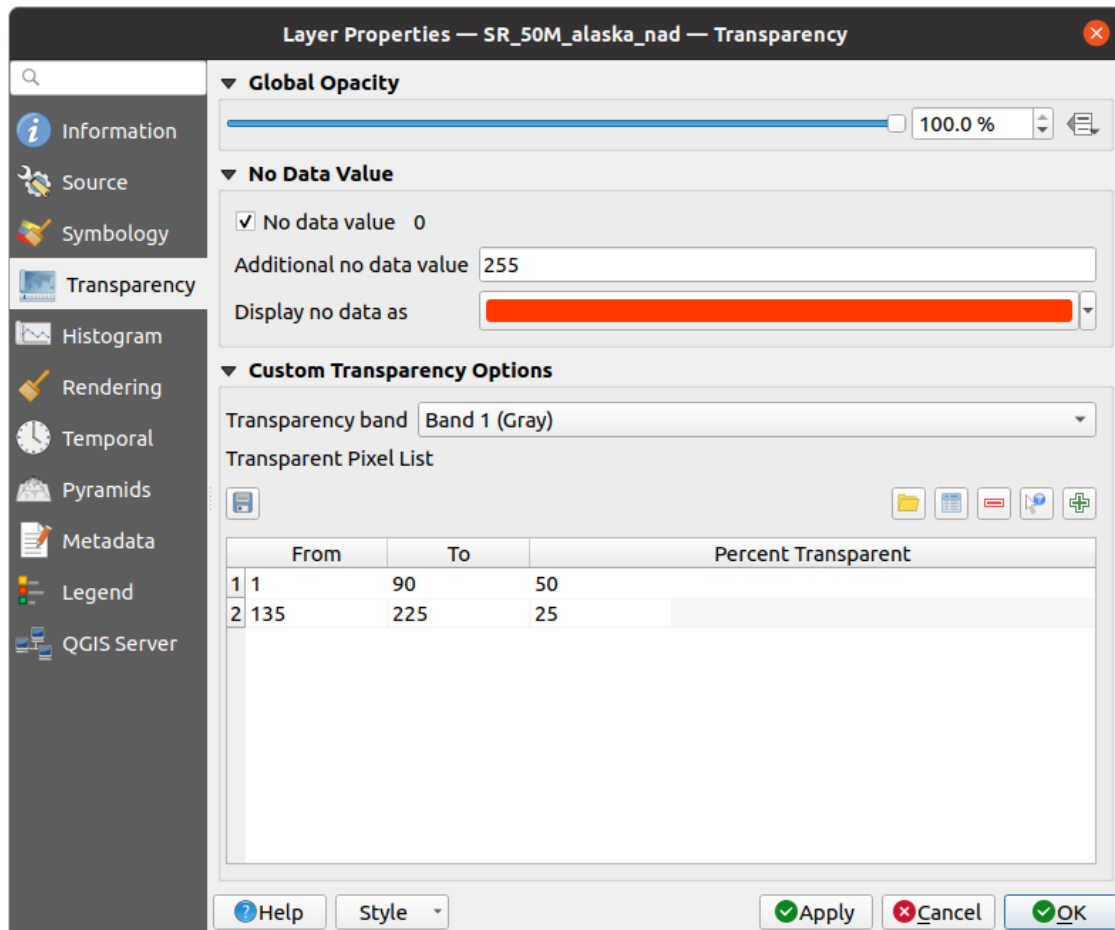 Layer Properties — SR_50M_alaska_nad — Transparency
Information
Source
Symbology
Transparency
Histogram
Rendering
Temporal
Pyramids
Metadata
Legend
QGIS Server
Global Opacity
100.0 %
No Data Value
No data value 0
Additional no data value 255
Display no data as
Custom Transparency Options
Transparency band Band 1 (Gray)
Transparent Pixel List
From To Percent Transparent
1 1 90 50
2 135 225 25
Help Style Apply Cancel OK